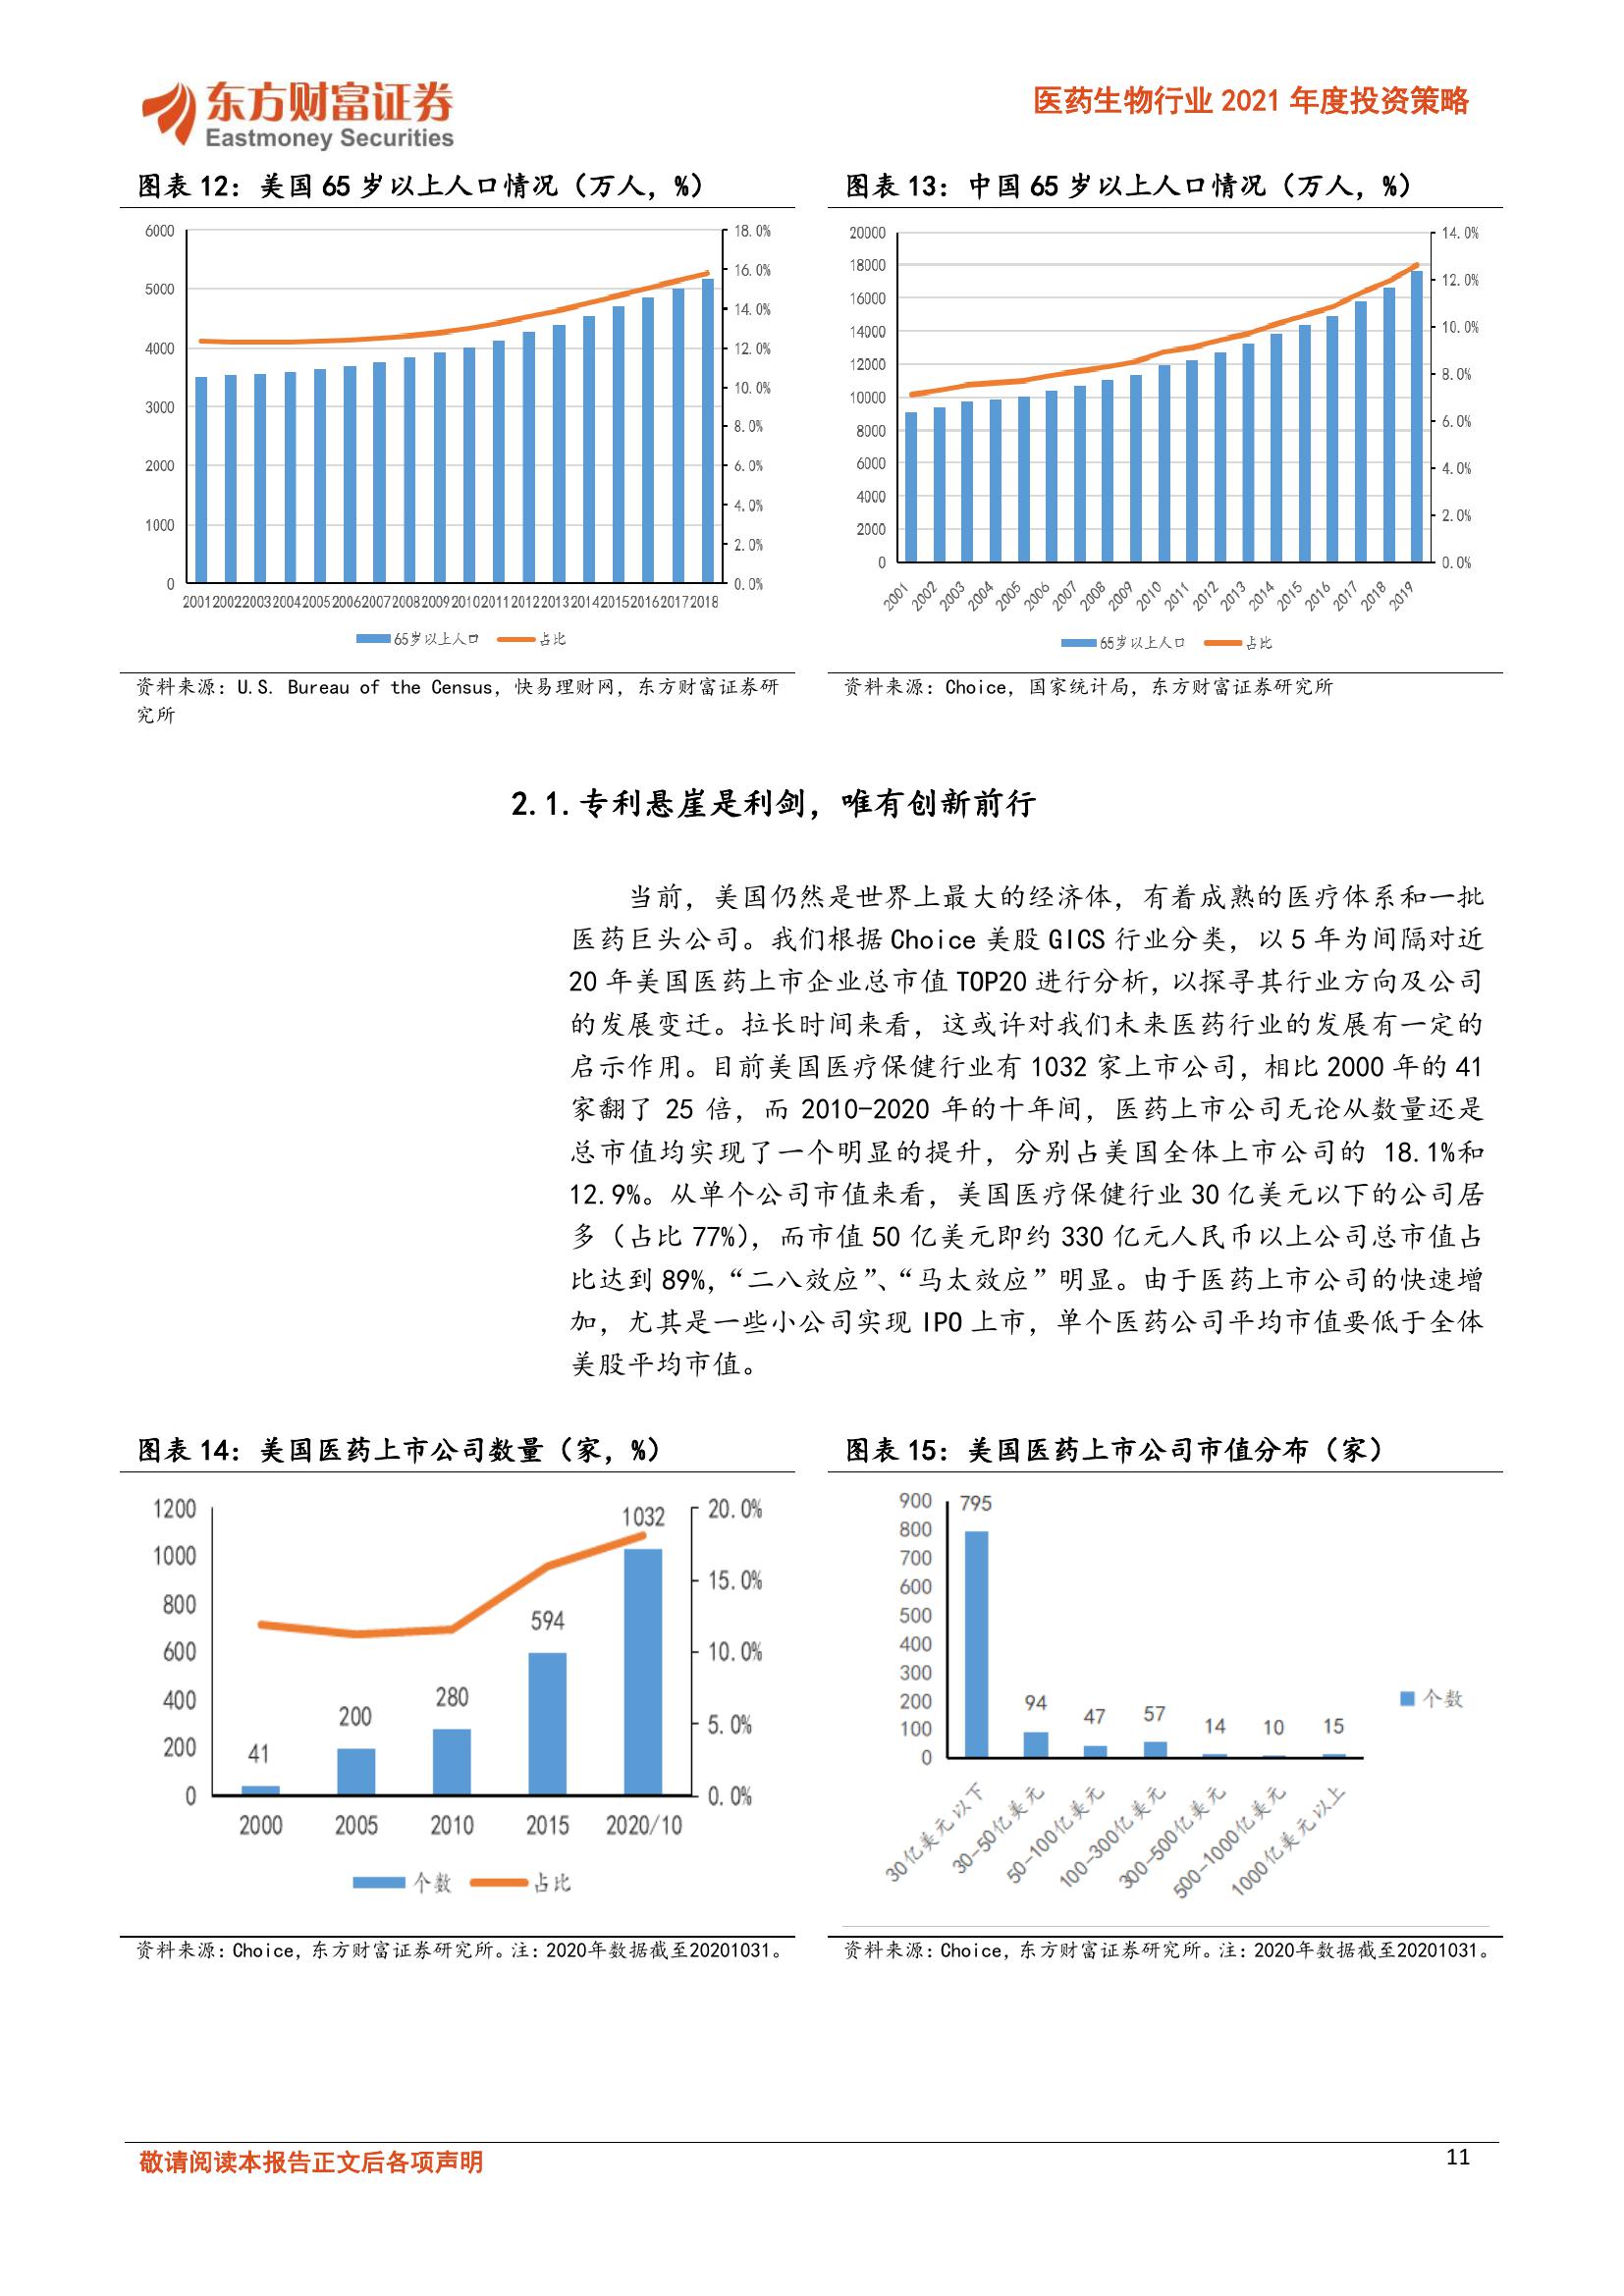 东方财富证券
Eastmoney Securities
医药生物行业 2021 年度投资策略
图表 12：美国 65 岁以上人口情况（万人，%）
6000
5000
4000
3000
2000
1000
0
18.0%
16.0%
14.0%
12.0%
10.0%
8.0%
6.0%
4.0%
2.0%
0.0%
2001 2002 2003 2004 2005 2006 2007 2008 2009 2010 2011 2012 2013 2014 2015 2016 2017 2018
65岁以上人口 占比
资料来源：U.S. Bureau of the Census，快易理财网，东方财富证券研
究所
图表 13：中国 65 岁以上人口情况（万人，%）
20000
18000
16000
14000
12000
10000
8000
6000
4000
2000
0
14.0%
12.0%
10.0%
8.0%
6.0%
4.0%
2.0%
0.0%
2001 2002 2003 2004 2005 2006 2007 2008 2009 2010 2011 2012 2013 2014 2015 2016 2017 2018 2019
65岁以上人口 占比
资料来源：Choice，国家统计局，东方财富证券研究所
2.1.专利悬崖是利剑，唯有创新前行
当前，美国仍然是世界上最大的经济体，有着成熟的医疗体系和一批
医药巨头公司。我们根据 Choice 美股 GICS 行业分类，以 5 年为间隔对近
20 年美国医药上市企业总市值 TOP20 进行分析，以探寻其行业方向及公司
的发展变迁。拉长时间来看，这或许对我们未来医药行业的发展有一定的
启示作用。目前美国医疗保健行业有 1032 家上市公司，相比 2000 年的 41
家翻了 25 倍，而 2010-2020 年的十年间，医药上市公司无论从数量还是
总市值均实现了一个明显的提升，分别占美国全体上市公司的 18.1%和
12.9%。从单个公司市值来看，美国医疗保健行业 30 亿美元以下的公司居
多（占比 77%），而市值 50 亿美元即约 330 亿元人民币以上公司总市值占
比达到 89%，“二八效应”、“马太效应”明显。由于医药上市公司的快速增
加，尤其是一些小公司实现 IPO 上市，单个医药公司平均市值要低于全体
美股平均市值。
图表 14：美国医药上市公司数量（家，%）
1200
1000
800
600
400
200
0
41
200
280
594
1032
20.0%
15.0%
10.0%
5.0%
0.0%
2000 2005 2010 2015 2020/10
个数 占比
资料来源：Choice，东方财富证券研究所。注：2020年数据截至20201031。
图表 15：美国医药上市公司市值分布（家）
900
800
700
600
500
400
300
200
100
0
795
94
47
57
14
10
15
30亿美元以下
30-50亿美元
50-100亿美元
100-300亿美元
300-500亿美元
500-1000亿美元
1000亿美元以上
个数
资料来源：Choice，东方财富证券研究所。注：2020年数据截至20201031。
敬请阅读本报告正文后各项声明
11